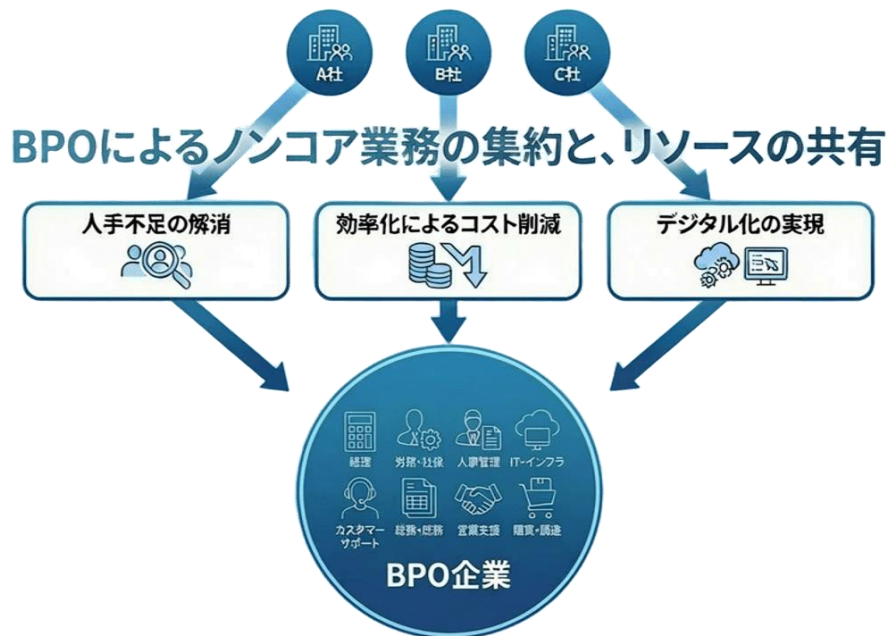 A社
B社
C社
BPOによるノンコア業務の集約と、リソースの共有
人手不足の解消
効率化によるコスト削減
デジタル化の実現
経理
労務・社保
人事管理
IT-インフラ
カスタマー
サポート
営業支援
購買・調達
BPO企業